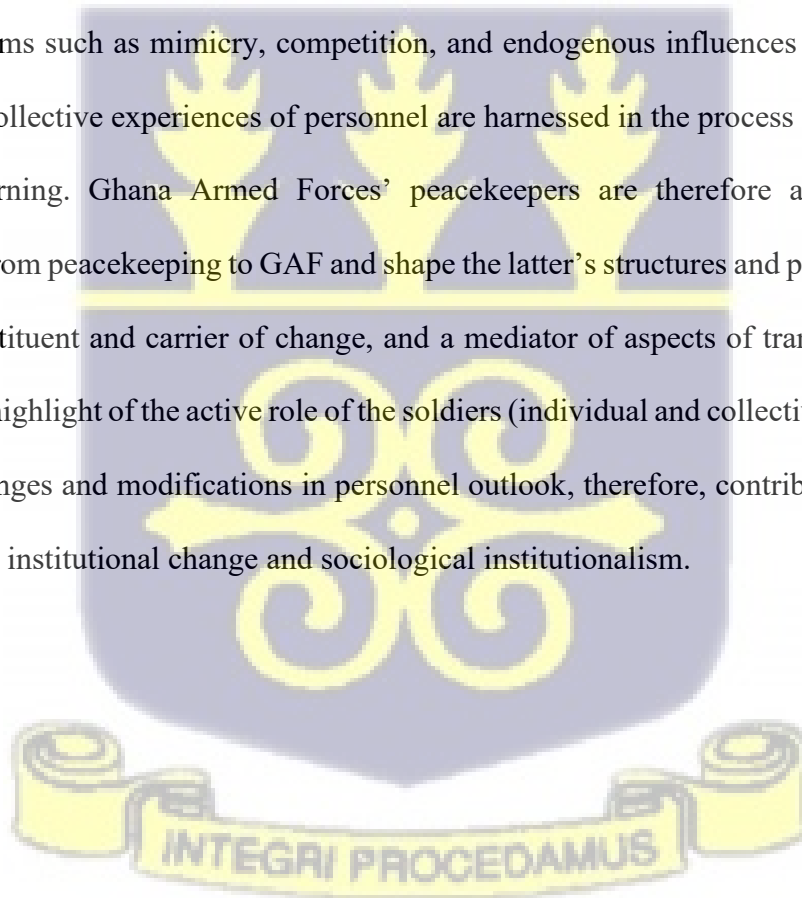 ms such as mimicry, competition, and endogenous influences
ollective experiences of personnel are harnessed in the process
rning. Ghana Armed Forces’ peacekeepers are therefore a
rom peacekeeping to GAF and shape the latter’s structures and p
tituent and carrier of change, and a mediator of aspects of tran
highlight of the active role of the soldiers (individual and collectiv
nges and modifications in personnel outlook, therefore, contrib
institutional change and sociological institutionalism.
INTEGRI PROCEDAMUS